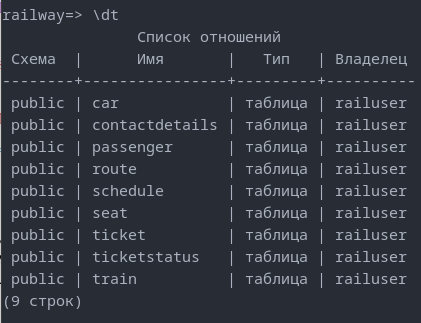 railway=> \dt
Список отношений
Схема | Имя | Тип | Владелец
--------+----------------+---------+----------
public | car | таблица | railuser
public | contactdetails | таблица | railuser
public | passenger | таблица | railuser
public | route | таблица | railuser
public | schedule | таблица | railuser
public | seat | таблица | railuser
public | ticket | таблица | railuser
public | ticketstatus | таблица | railuser
public | train | таблица | railuser
(9 строк)